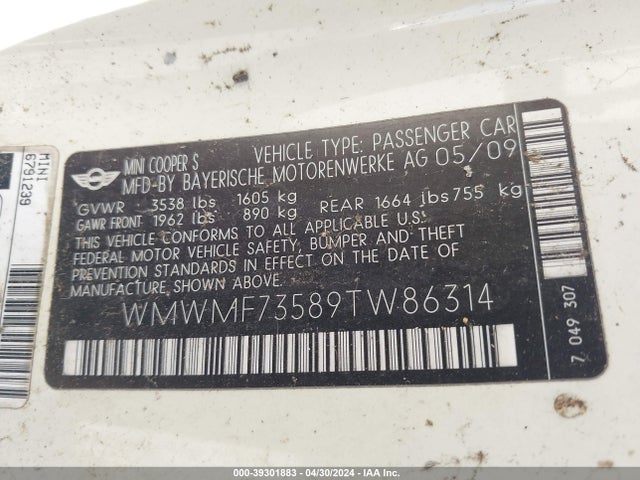 MINI
6791239
MINI COOPER S VEHICLE TYPE: PASSENGER CAR
MFD-BY BAYERISCHE MOTORENWERKE AG 05/09
GVWR 3538 lbs 1605 kg
GAWR FRONT 1962 lbs 890 kg REAR 1664 lbs 755 kg
THIS VEHICLE CONFORMS TO ALL APPLICABLE U.S.
FEDERAL MOTOR VEHICLE SAFETY, BUMPER AND THEFT
PREVENTION STANDARDS IN EFFECT ON THE DATE OF
MANUFACTURE SHOWN ABOVE.
WMWMF73589TW86314
7 049 307
000-39301883 - 04/30/2024 - IAA Inc.